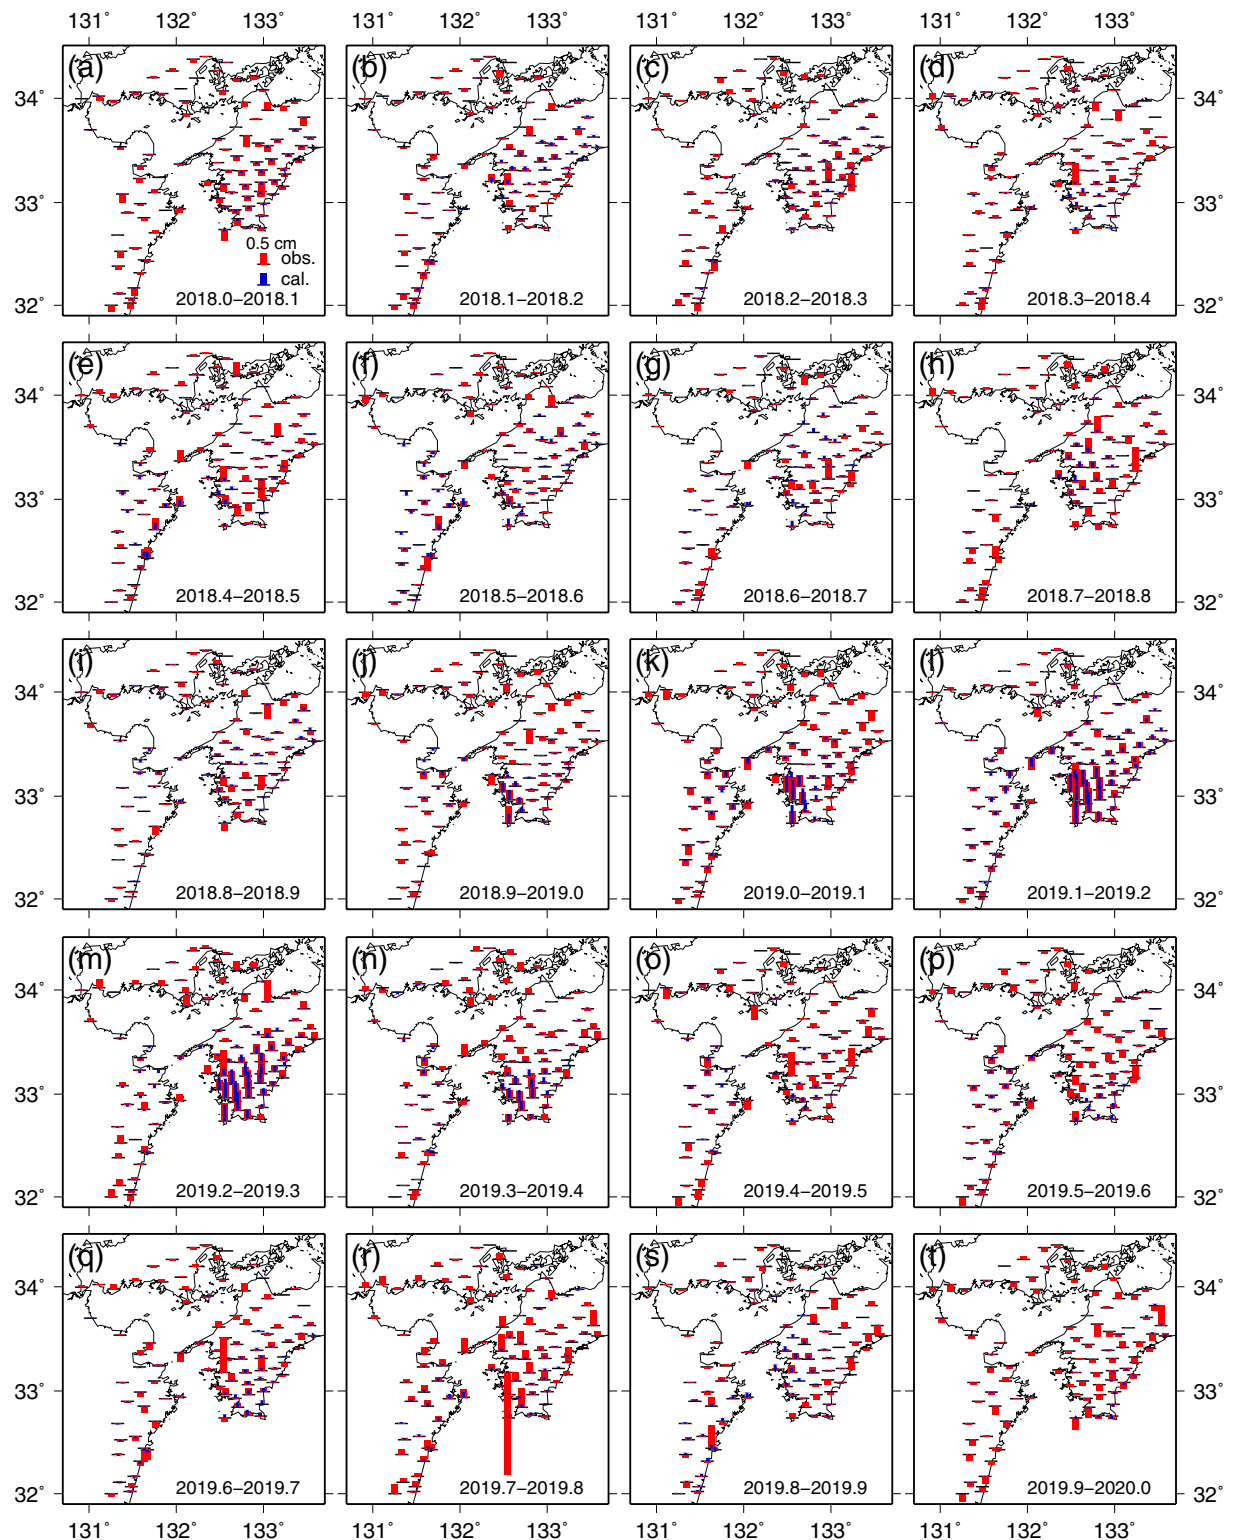 131° 132° 133° 131° 132° 133° 131° 132° 133° 131° 132° 133°
(a) (b) (c) (d)
34° 34°
33° 33°
0.5 cm
obs.
cal.
2018.0–2018.1 2018.1–2018.2 2018.2–2018.3 2018.3–2018.4
32° 32°
(e) (f) (g) (h)
34° 34°
33° 33°
2018.4–2018.5 2018.5–2018.6 2018.6–2018.7 2018.7–2018.8
32° 32°
(i) (j) (k) (l)
34° 34°
33° 33°
2018.8–2018.9 2018.9–2019.0 2019.0–2019.1 2019.1–2019.2
32° 32°
(m) (n) (o) (p)
34° 34°
33° 33°
2019.2–2019.3 2019.3–2019.4 2019.4–2019.5 2019.5–2019.6
32° 32°
(q) (r) (s) (t)
34° 34°
33° 33°
2019.6–2019.7 2019.7–2019.8 2019.8–2019.9 2019.9–2020.0
32° 32°
131° 132° 133° 131° 132° 133° 131° 132° 133° 131° 132° 133°